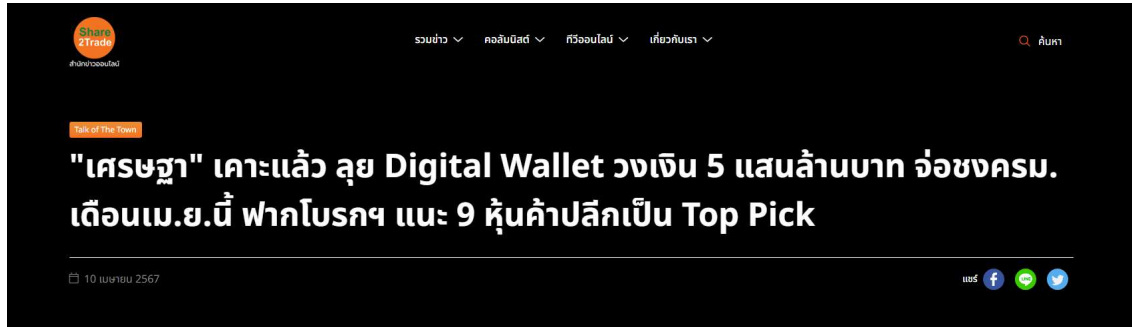 Share
2Trade
สำนักข่าวออนไลน์
รวมข่าว
คอลัมนิสต์
ทีวีออนไลน์
เกี่ยวกับเรา
ค้นหา
Talk of The Town
"เศรษฐา" เคาะแล้ว ลุย Digital Wallet วงเงิน 5 แสนล้านบาท จ่อชงครม.
เดือนเม.ย.นี้ ฟากโบรกฯ แนะ 9 หุ้นค้าปลีกเป็น Top Pick
10 เมษายน 2567
แชร์
LINE